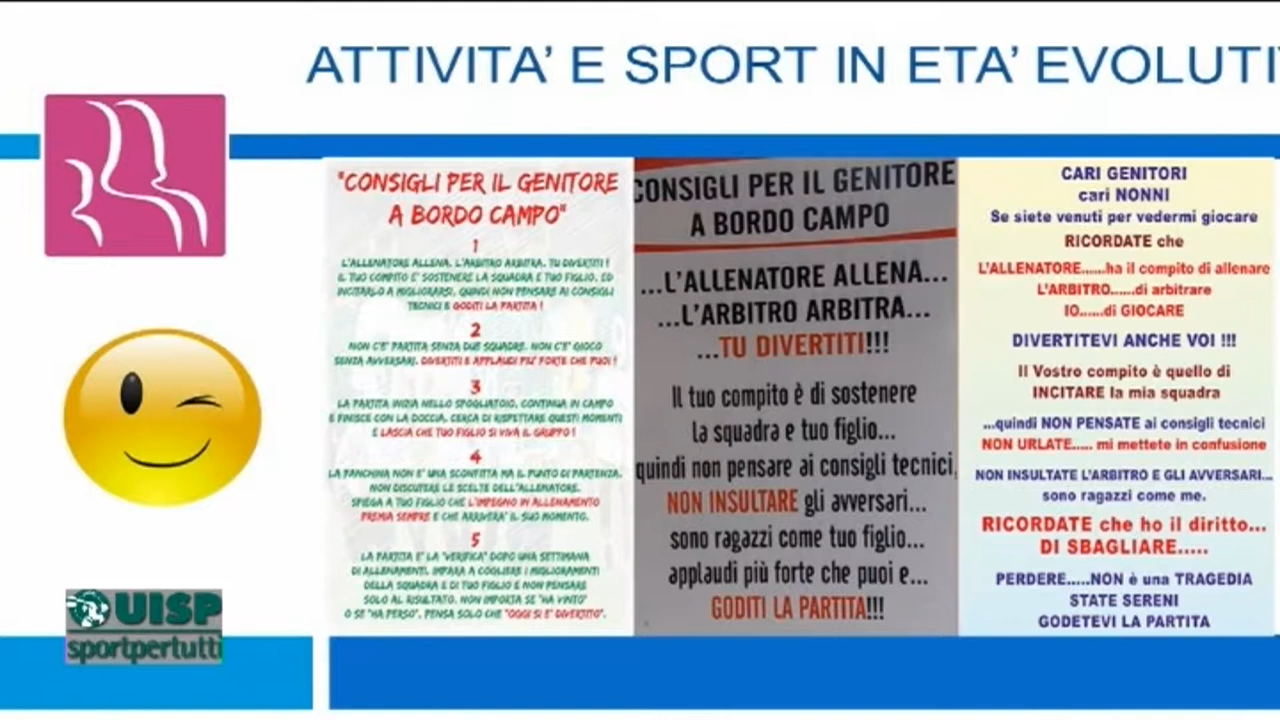 ATTIVITA’ E SPORT IN ETA’ EVOLUTI
"CONSIGLI PER IL GENITORE
A BORDO CAMPO"
1
L'ALLENATORE ALLENA. L'ARBITRO ARBITRA. TU DIVERTITI !
IL TUO COMPITO E' SOSTENERE LA SQUADRA E TUO FIGLIO, ED
INCITARLO A MIGLIORARSI, QUINDI NON PENSARE AI CONSIGLI
TECNICI E GODITI LA PARTITA !
2
NON C'E' PARTITA SENZA DUE SQUADRE. NON C'E' GIOCO
SENZA AVVERSARI. DIVERTITI E APPLAUDI PIU' FORTE CHE PUOI !
3
LA PARTITA INIZIA NELLO SPOGLIATOIO, CONTINUA IN CAMPO
E FINISCE CON LA DOCCIA. CERCA DI RISPETTARE QUESTI MOMENTI
E LASCIA CHE TUO FIGLIO SI VIVA IL GRUPPO !
4
LA PANCHINA NON E' UNA SCONFITTA MA IL PUNTO DI PARTENZA.
NON DISCUTERE LE SCELTE DELL'ALLENATORE.
SPIEGA A TUO FIGLIO CHE L'IMPEGNO IN ALLENAMENTO
PREMIA SEMPRE E CHE ARRIVERA' IL SUO MOMENTO.
5
LA PARTITA E' LA "VERIFICA" DOPO UNA SETTIMANA
DI ALLENAMENTI. IMPARA A COGLIERE I MIGLIORAMENTI
DELLA SQUADRA E DI TUO FIGLIO E NON PENSARE
SOLO AL RISULTATO. NON IMPORTA SE "HA VINTO"
O SE "HA PERSO", PENSA SOLO CHE "OGGI SI E' DIVERTITO".
CONSIGLI PER IL GENITORE
A BORDO CAMPO
...L'ALLENATORE ALLENA...
...L'ARBITRO ARBITRA...
...TU DIVERTITI!!!
Il tuo compito è di sostenere
la squadra e tuo figlio...
quindi non pensare ai consigli tecnici,
NON INSULTARE gli avversari...
sono ragazzi come tuo figlio...
applaudi più forte che puoi e...
GODITI LA PARTITA!!!
CARI GENITORI
cari NONNI
Se siete venuti per vedermi giocare
RICORDATE che
L'ALLENATORE......ha il compito di allenare
L'ARBITRO......di arbitrare
IO......di GIOCARE
DIVERTITEVI ANCHE VOI !!!
Il Vostro compito è quello di
INCITARE la mia squadra
...quindi NON PENSATE ai consigli tecnici
NON URLATE..... mi mettete in confusione
NON INSULTATE L'ARBITRO E GLI AVVERSARI...
sono ragazzi come me.
RICORDATE che ho il diritto...
DI SBAGLIARE.....
PERDERE.....NON è una TRAGEDIA
STATE SERENI
GODETEVI LA PARTITA
UISP
sportpertutti